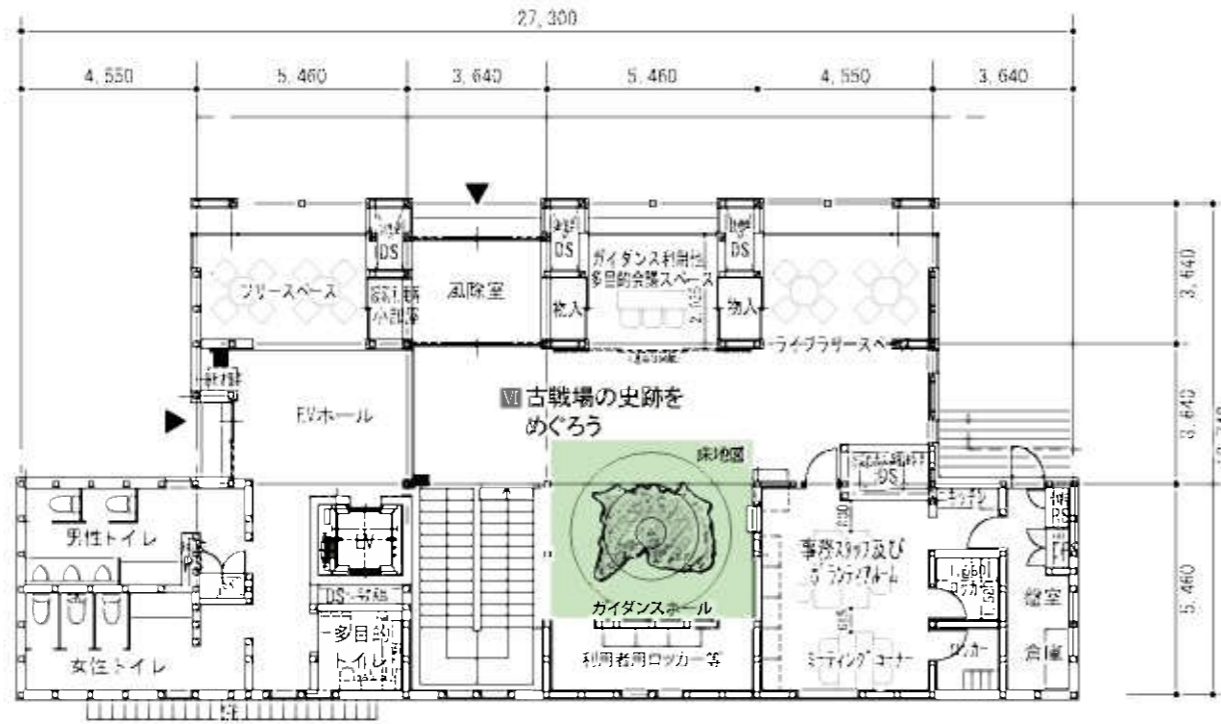 27,300
4,550
5,460
3,640
5,460
4,550
3,640
DS
DS
DS
フリースペース
風除室
物入
ガイダンス利用他
多目的会議スペース
物入
ライブラリースペース
3,640
EVホール
Ⅵ 古戦場の史跡を
めぐろう
床地図
DS
3,640
男性トイレ
EV
DS
多目的
トイレ
女性トイレ
ガイダンスホール
利用者用ロッカー等
事務スタッフ及び
ボランティアルーム
ミーティングコーナー
ロッカー
ロッカー
倉庫
5,460